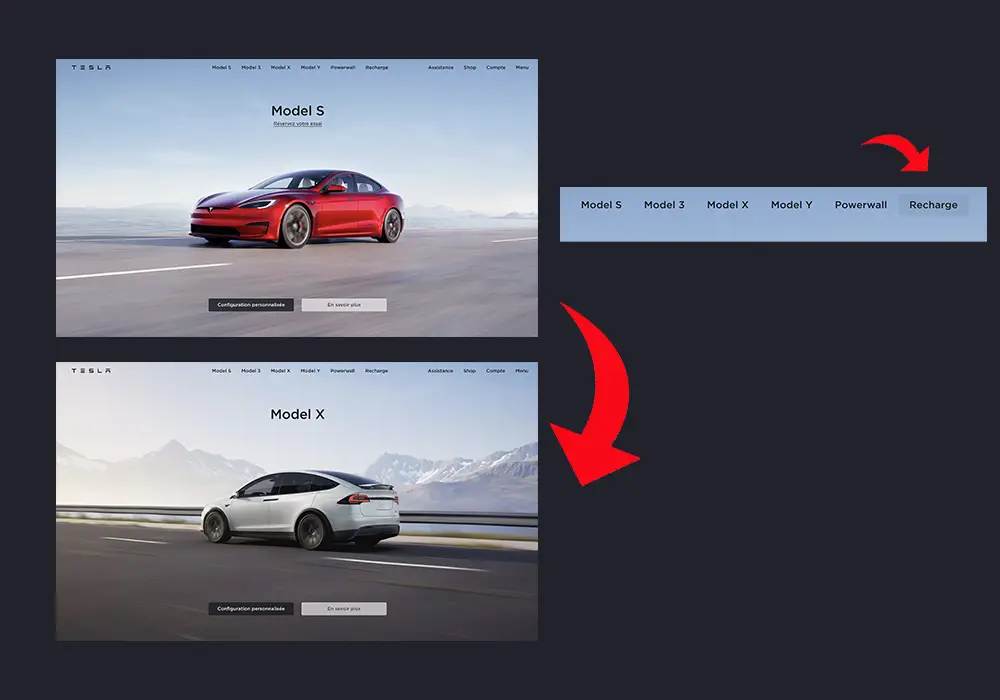 TESLA Model S Model 3 Model X Model Y Powerwall Recharge Assistance Shop Compte Menu
Model S
Réservez votre essai
Configuration personnalisée En savoir plus
Model S Model 3 Model X Model Y Powerwall Recharge
TESLA Model S Model 3 Model X Model Y Powerwall Recharge Assistance Shop Compte Menu
Model X
Configuration personnalisée En savoir plus